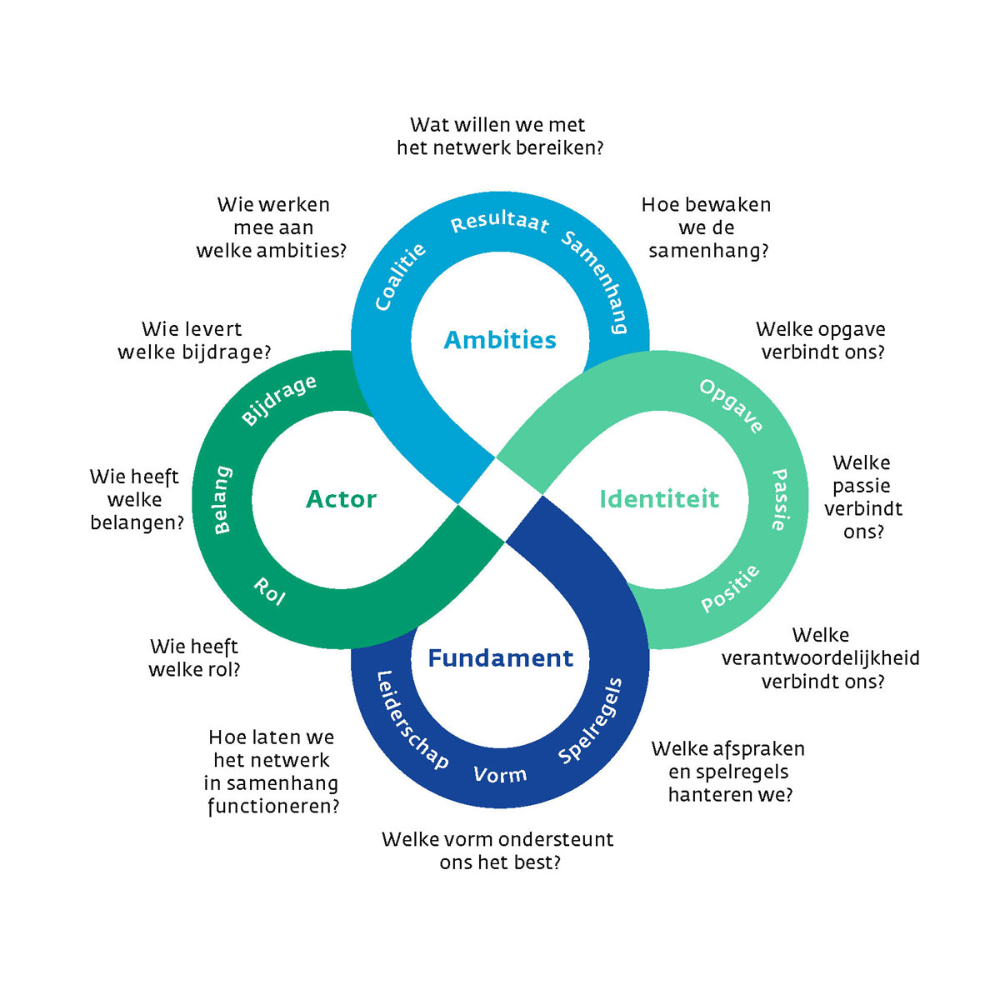 Wat willen we met
het netwerk bereiken?
Wie werken
mee aan
welke ambities?
Hoe bewaken
we de
samenhang?
Coalitie
Resultaat
Samenhang
Ambities
Wie levert
welke bijdrage?
Welke opgave
verbindt ons?
Bijdrage
Belang
Rol
Actor
Opgave
Passie
Positie
Identiteit
Wie heeft
welke
belangen?
Welke
passie
verbindt
ons?
Wie heeft
welke rol?
Welke
verantwoordelijkheid
verbindt ons?
Fundament
Leiderschap
Vorm
Spelregels
Hoe laten we
het netwerk
in samenhang
functioneren?
Welke afspraken
en spelregels
hanteren we?
Welke vorm ondersteunt
ons het best?